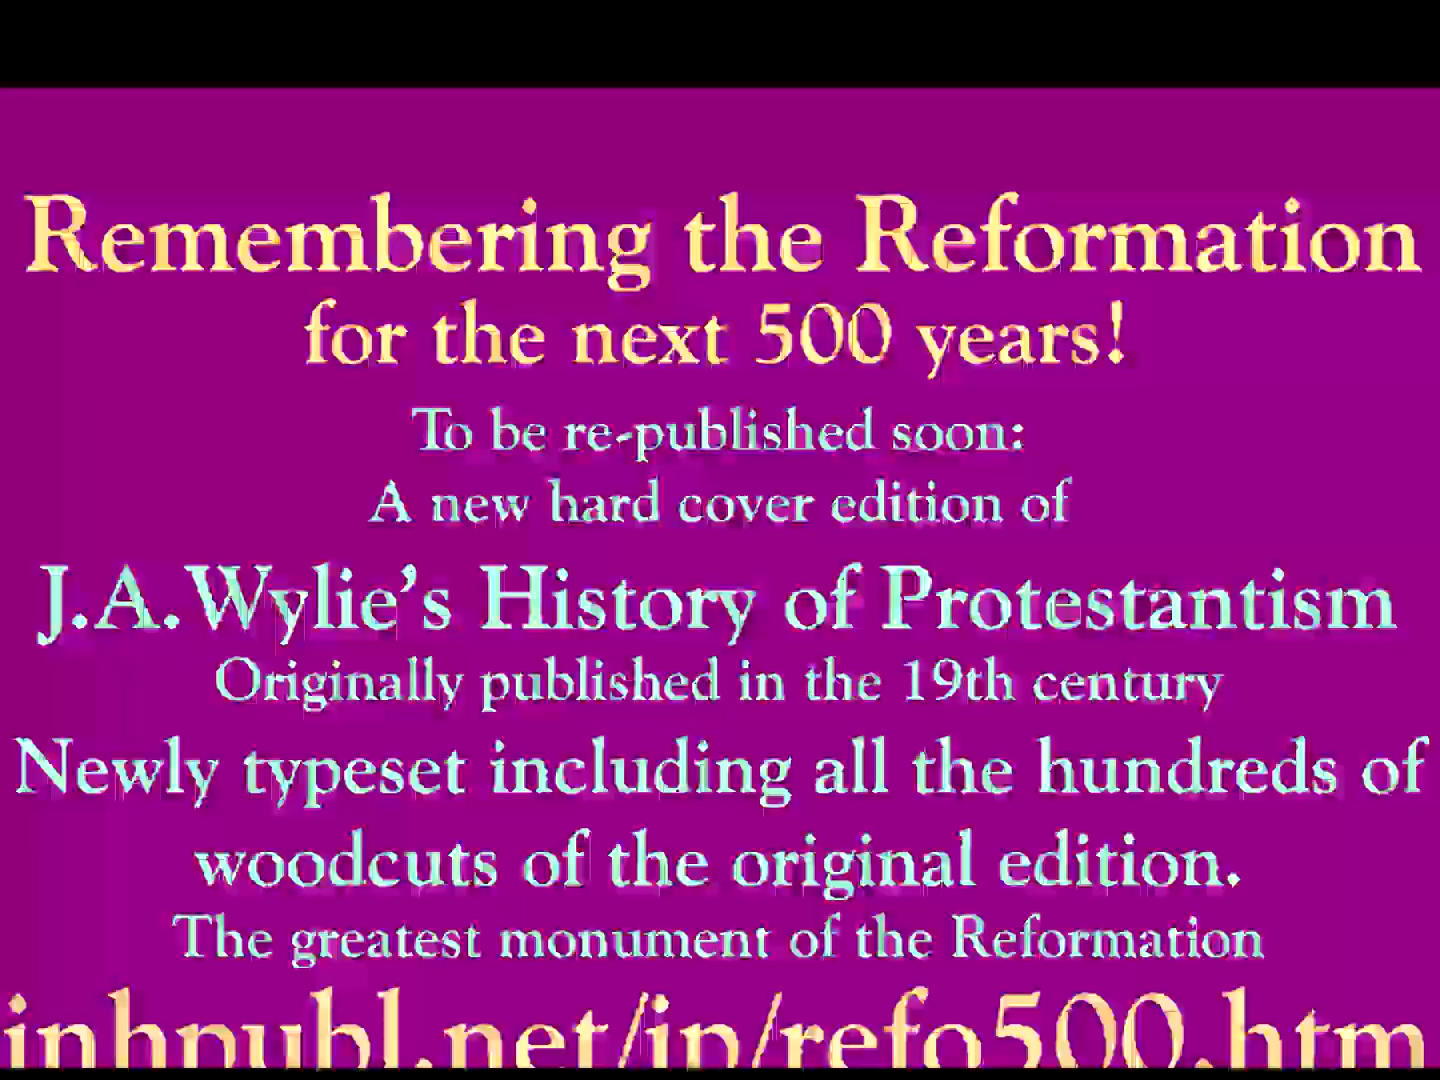 Remembering the Reformation
for the next 500 years!
To be re-published soon:
A new hard cover edition of
J.A. Wylie's History of Protestantism
Originally published in the 19th century
Newly typeset including all the hundreds of
woodcuts of the original edition.
The greatest monument of the Reformation
inhpubl.net/ip/refo500.htm